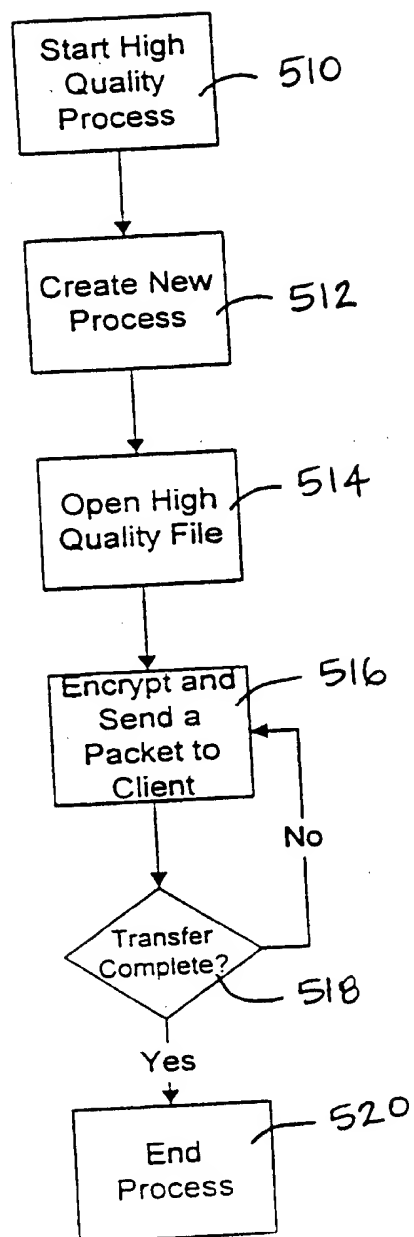 Start High
Quality
Process
510
Create New
Process
512
Open High
Quality File
514
Encrypt and
Send a
Packet to
Client
516
No
Transfer
Complete?
518
Yes
End
Process
520